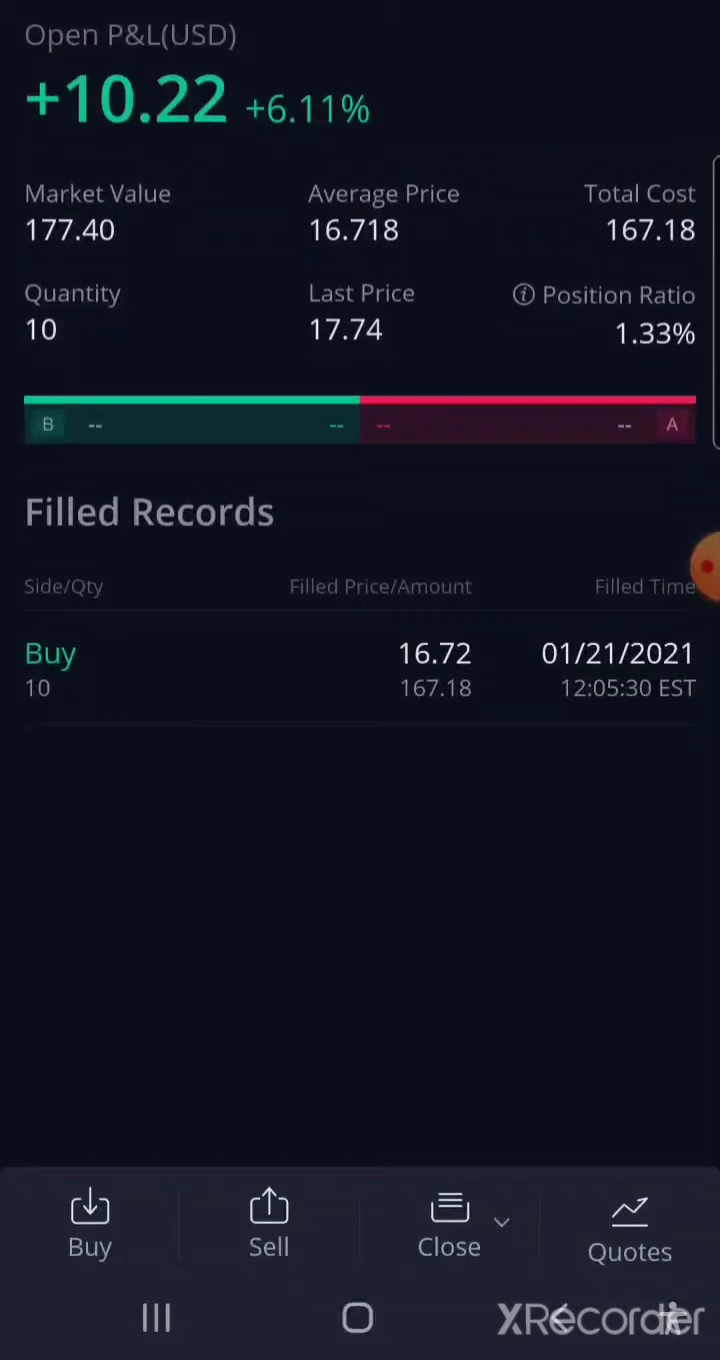 Open P&L(USD)
+10.22 +6.11%
Market Value Average Price Total Cost
177.40 16.718 167.18
Quantity Last Price Position Ratio
10 17.74 1.33%
B -- -- -- -- A
Filled Records
Side/Qty Filled Price/Amount Filled Time
Buy 16.72 01/21/2021
10 167.18 12:05:30 EST
Buy Sell Close Quotes
XRecorder